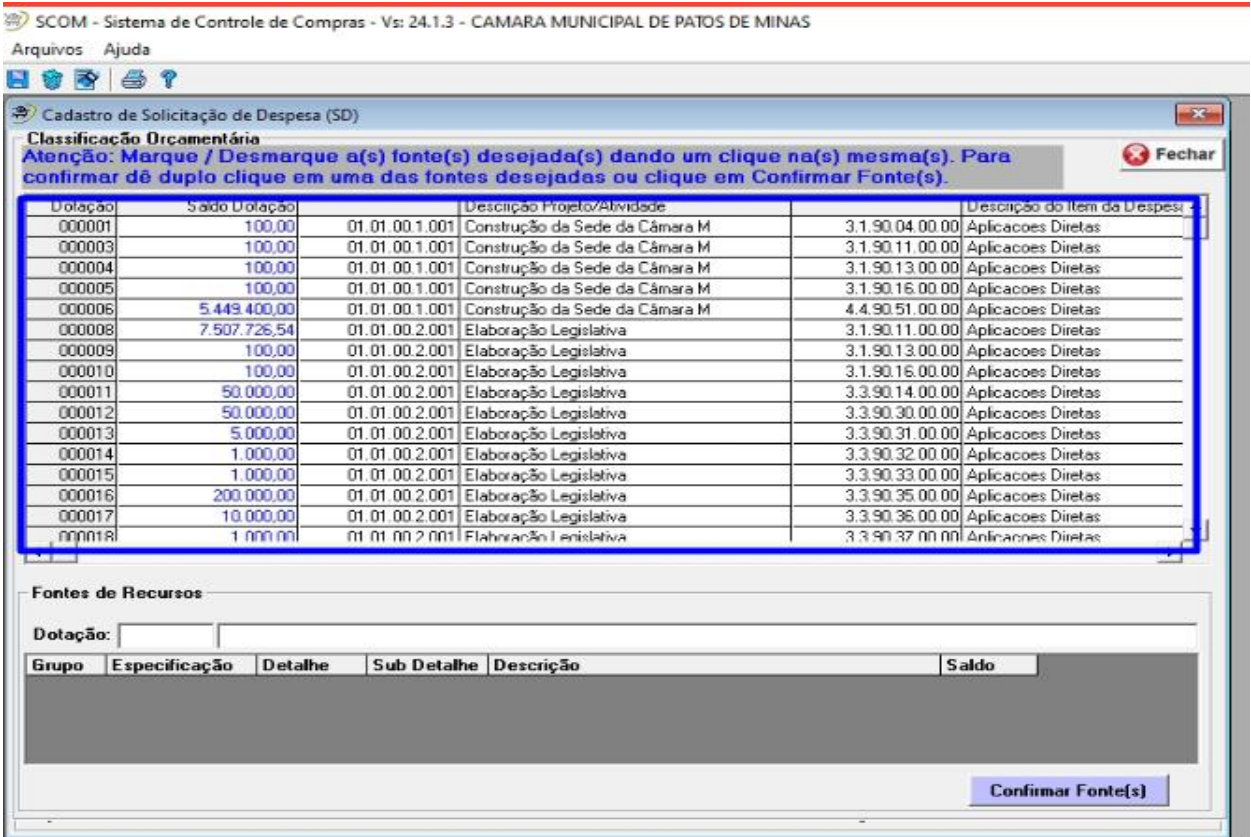 SCOM - Sistema de Controle de Compras - Vs: 24.1.3 - CAMARA MUNICIPAL DE PATOS DE MINAS
Arquivos Ajuda
Cadastro de Solicitação de Despesa (SD)
Classificação Orçamentária
Atenção: Marque / Desmarque a(s) fonte(s) desejada(s) dando um clique na(s) mesma(s). Para
confirmar dê duplo clique em uma das fontes desejadas ou clique em Confirmar Fonte(s).
Fechar
Dotação Saldo Dotação Descrição Projeto/Atividade Descrição do Item da Despesa
000001 100,00 01.01.00.1.001 Construção da Sede da Câmara M 3.1.90.04.00.00 Aplicacoes Diretas
000003 100,00 01.01.00.1.001 Construção da Sede da Câmara M 3.1.90.11.00.00 Aplicacoes Diretas
000004 100,00 01.01.00.1.001 Construção da Sede da Câmara M 3.1.90.13.00.00 Aplicacoes Diretas
000005 100,00 01.01.00.1.001 Construção da Sede da Câmara M 3.1.90.16.00.00 Aplicacoes Diretas
000006 5.449.400,00 01.01.00.1.001 Construção da Sede da Câmara M 4.4.90.51.00.00 Aplicacoes Diretas
000008 7.507.726,54 01.01.00.2.001 Elaboração Legislativa 3.1.90.11.00.00 Aplicacoes Diretas
000009 100,00 01.01.00.2.001 Elaboração Legislativa 3.1.90.13.00.00 Aplicacoes Diretas
000010 100,00 01.01.00.2.001 Elaboração Legislativa 3.1.90.16.00.00 Aplicacoes Diretas
000011 50.000,00 01.01.00.2.001 Elaboração Legislativa 3.3.90.14.00.00 Aplicacoes Diretas
000012 50.000,00 01.01.00.2.001 Elaboração Legislativa 3.3.90.30.00.00 Aplicacoes Diretas
000013 5.000,00 01.01.00.2.001 Elaboração Legislativa 3.3.90.31.00.00 Aplicacoes Diretas
000014 1.000,00 01.01.00.2.001 Elaboração Legislativa 3.3.90.32.00.00 Aplicacoes Diretas
000015 1.000,00 01.01.00.2.001 Elaboração Legislativa 3.3.90.33.00.00 Aplicacoes Diretas
000016 200.000,00 01.01.00.2.001 Elaboração Legislativa 3.3.90.35.00.00 Aplicacoes Diretas
000017 10.000,00 01.01.00.2.001 Elaboração Legislativa 3.3.90.36.00.00 Aplicacoes Diretas
000018 1.000,00 01.01.00.2.001 Elaboração Legislativa 3.3.90.37.00.00 Aplicacoes Diretas
Fontes de Recursos
Dotação:
Grupo Especificação Detalhe Sub Detalhe Descrição Saldo
Confirmar Fonte(s)